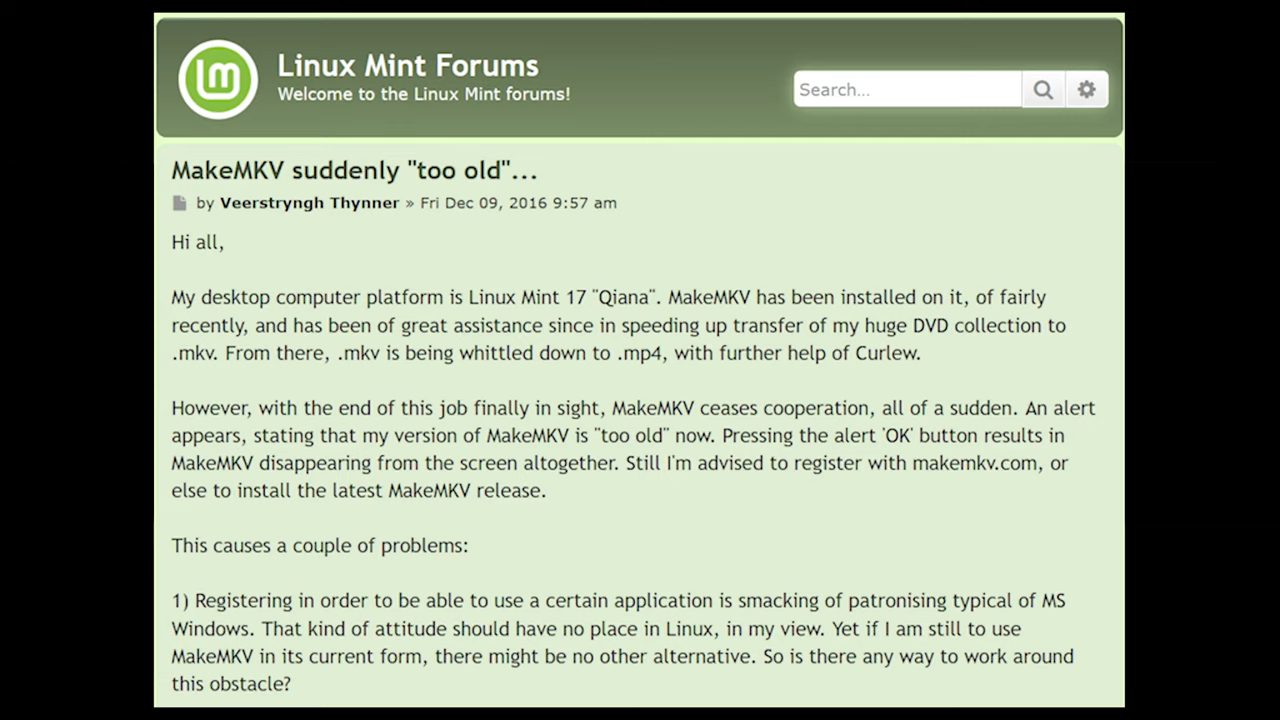 Linux Mint Forums
Welcome to the Linux Mint forums!
Search...
MakeMKV suddenly "too old"...
by Veerstryngh Thynner » Fri Dec 09, 2016 9:57 am
Hi all,
My desktop computer platform is Linux Mint 17 "Qiana". MakeMKV has been installed on it, of fairly
recently, and has been of great assistance since in speeding up transfer of my huge DVD collection to
.mkv. From there, .mkv is being whittled down to .mp4, with further help of Curlew.
However, with the end of this job finally in sight, MakeMKV ceases cooperation, all of a sudden. An alert
appears, stating that my version of MakeMKV is "too old" now. Pressing the alert 'OK' button results in
MakeMKV disappearing from the screen altogether. Still I'm advised to register with makemkv.com, or
else to install the latest MakeMKV release.
This causes a couple of problems:
1) Registering in order to be able to use a certain application is smacking of patronising typical of MS
Windows. That kind of attitude should have no place in Linux, in my view. Yet if I am still to use
MakeMKV in its current form, there might be no other alternative. So is there any way to work around
this obstacle?